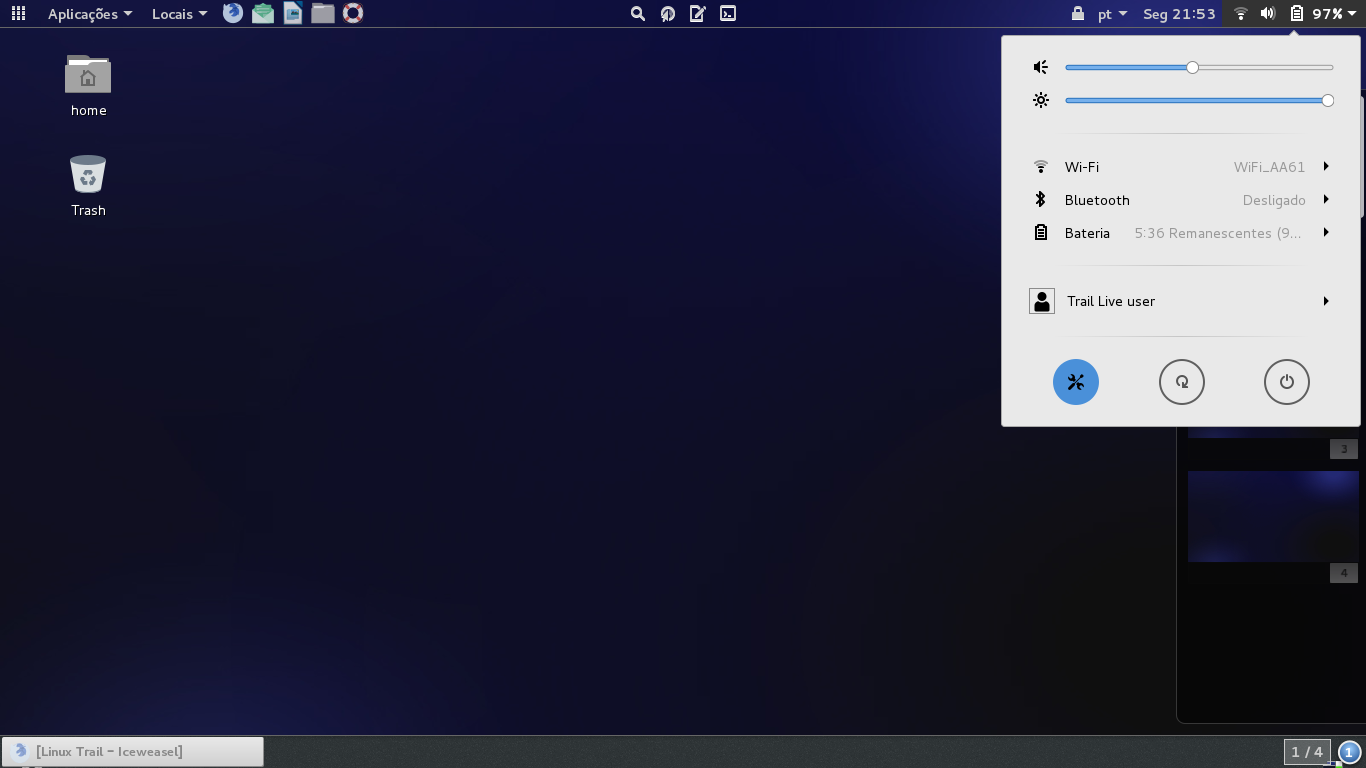 Aplicações Locais pt Seg 21:53 97%
home
Trash
Wi-Fi WiFi_AA61
Bluetooth Desligado
Bateria 5:36 Remanescentes (9...
Trail Live user
3
4
[Linux Trail - Iceweasel] 1 / 4 1